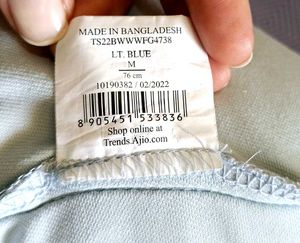 MADE IN BANGLADESH
TS22BWWWFG4738
LT. BLUE
M
76 cm
10190382 / 02/2022
8 905451 533836
Shop online at
Trends.Ajio.com